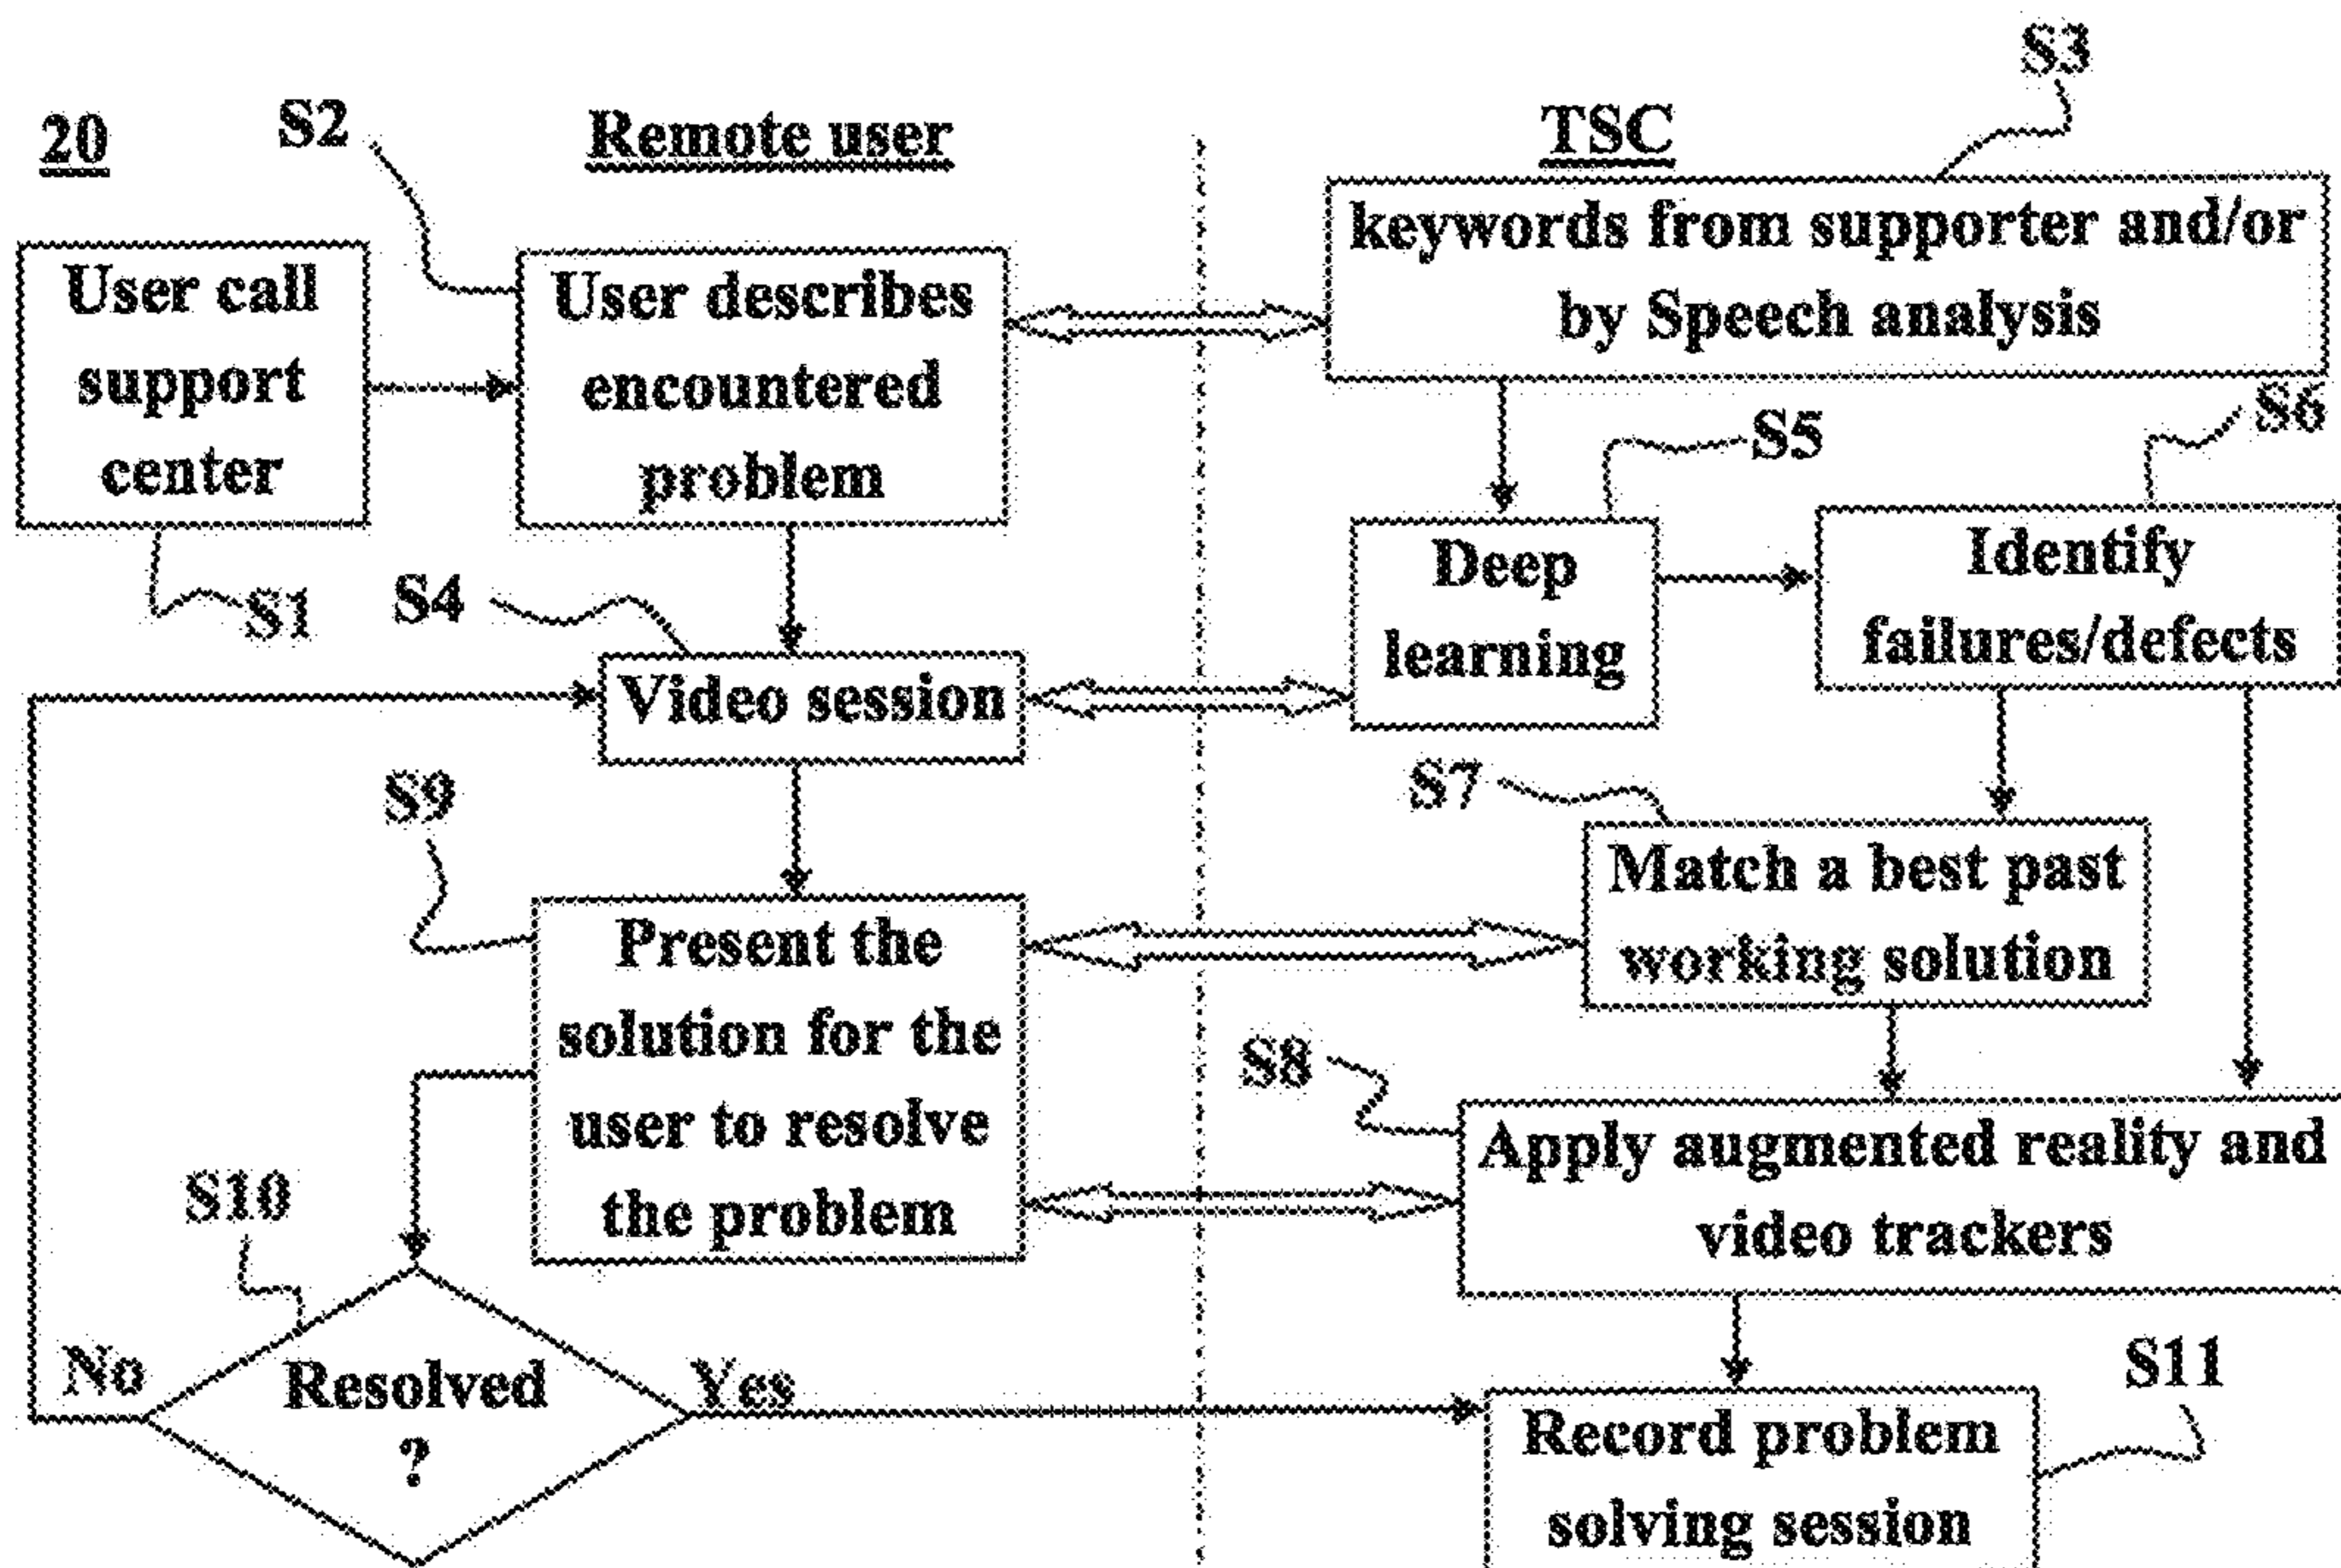 20
S2
Remote user
TSC
S3
User call
support
center
S1
User describes
encountered
problem
keywords from supporter and/or
by Speech analysis
S5
S6
S4
Video session
Deep
learning
Identify
failures/defects
S9
S7
Present the
solution for the
user to resolve
the problem
Match a best past
working solution
S8
Apply augmented reality and
video trackers
S10
No
Resolved
?
Yes
S11
Record problem
solving session